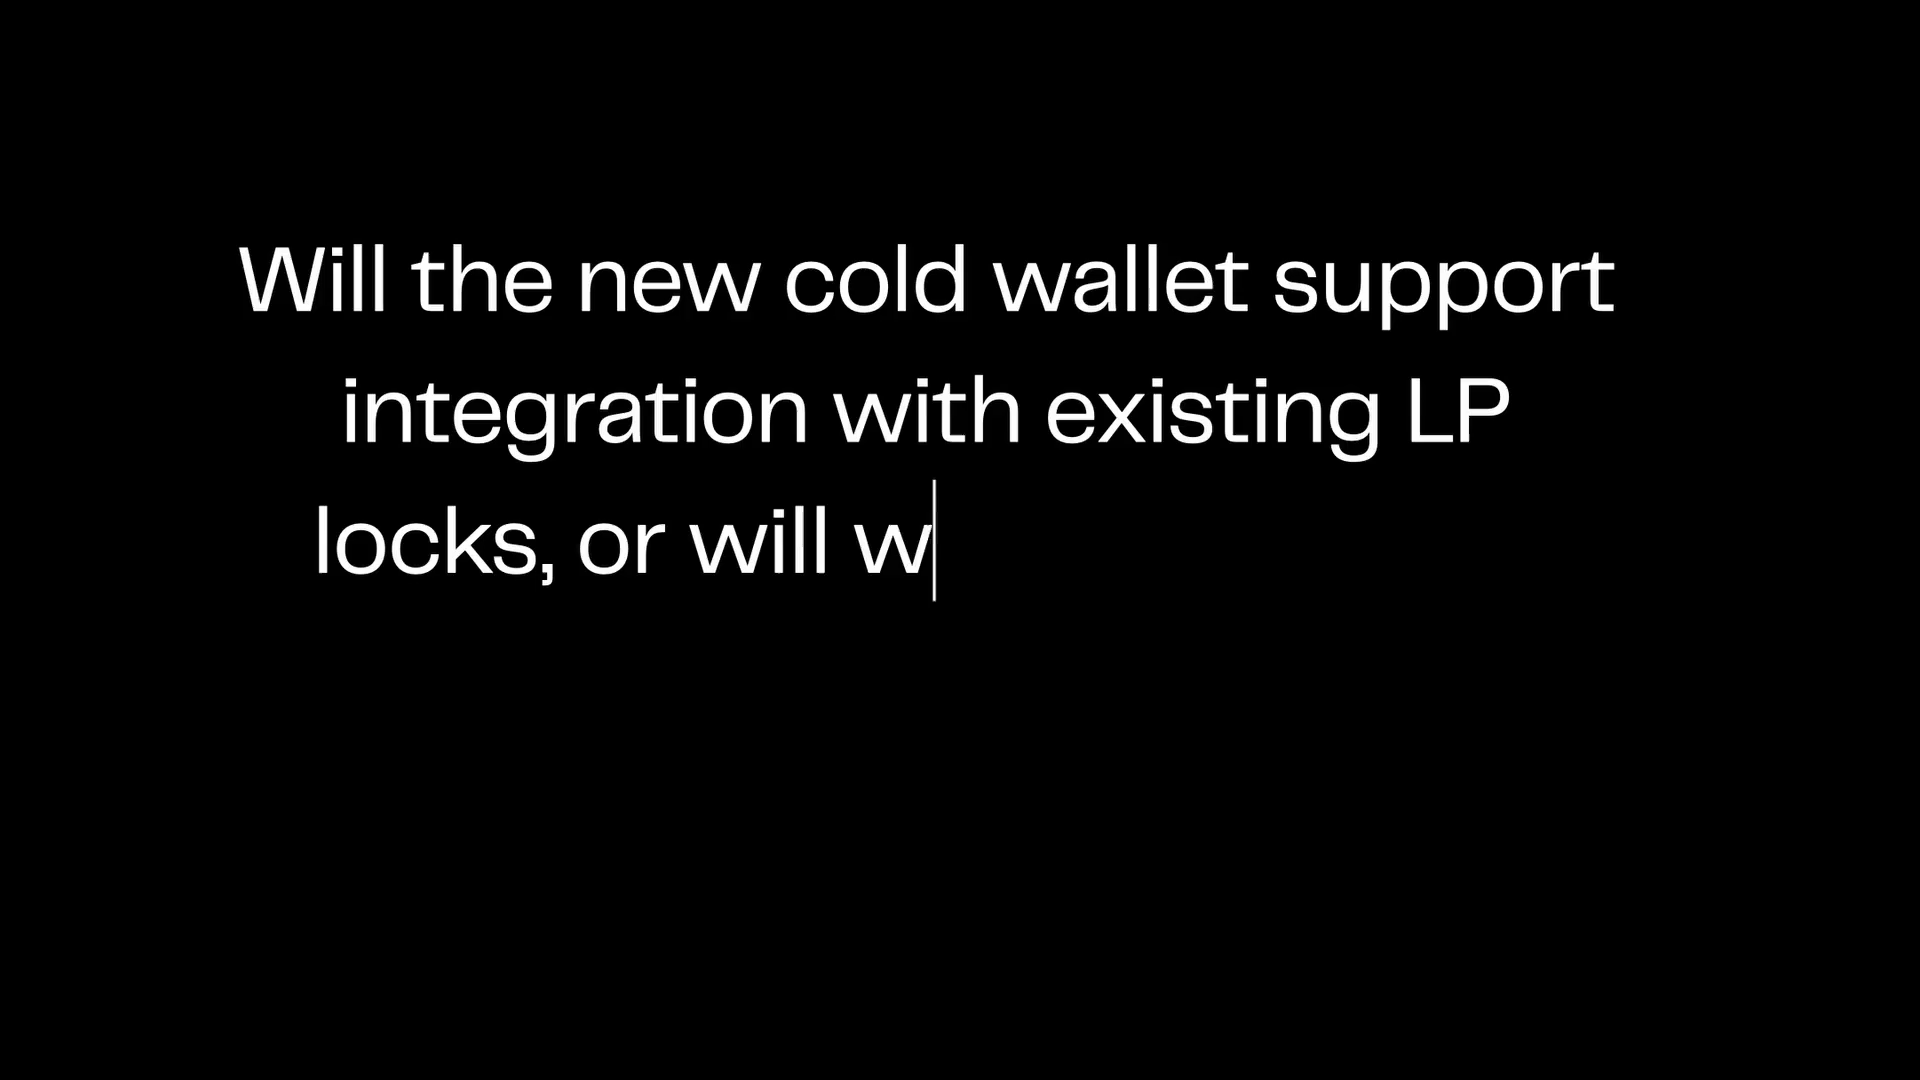 Will the new cold wallet support
integration with existing LP
locks, or will w